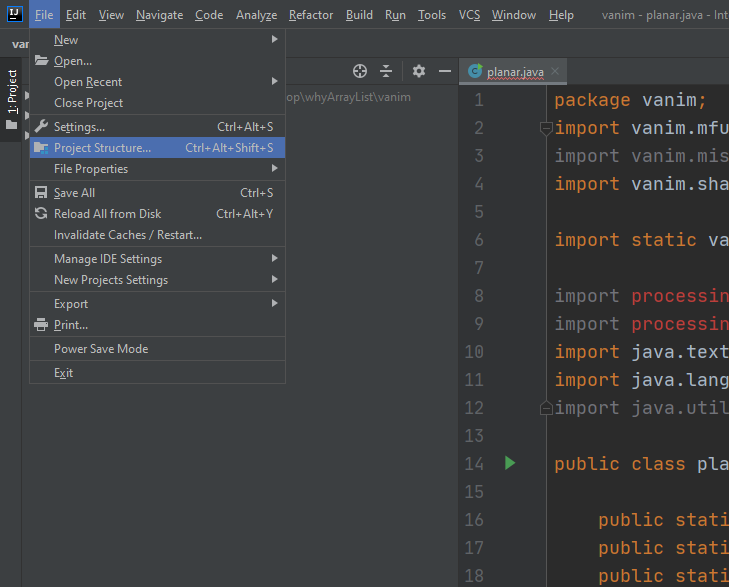 IJ File Edit View Navigate Code Analyze Refactor Build Run Tools VCS Window Help vanim - planar.java - Int
var
1: Project
New
Open...
Open Recent
Close Project
Settings... Ctrl+Alt+S
Project Structure... Ctrl+Alt+Shift+S
File Properties
Save All Ctrl+S
Reload All from Disk Ctrl+Alt+Y
Invalidate Caches / Restart...
Manage IDE Settings
New Projects Settings
Export
Print...
Power Save Mode
Exit
op\whyArrayList\vanim
C planar.java
1 package vanim;
2 import vanim.mfu
3 import vanim.mis
4 import vanim.sha
5
6 import static va
7
8 import processin
9 import processin
10 import java.text
11 import java.lang
12 import java.util
13
14 public class pla
15
16 public stati
17 public stati
18 public stati